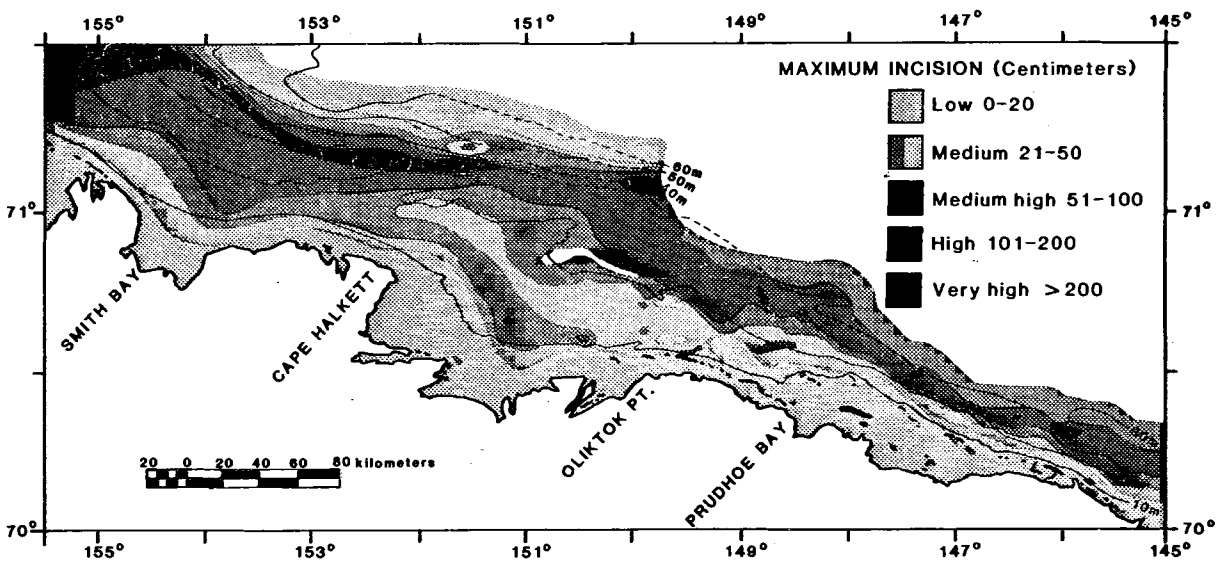 155° 153° 151° 149° 147° 145°
MAXIMUM INCISION (Centimeters)
Low 0-20
Medium 21-50
Medium high 51-100
High 101-200
Very high >200
60m
50m
71° 71°
SMITH BAY
CAPE HALKETT
OLIKTOK PT.
PRUDHOE BAY
10m
20 0 20 40 60 80 kilometers
70° 70°
155° 153° 151° 149° 147° 145°